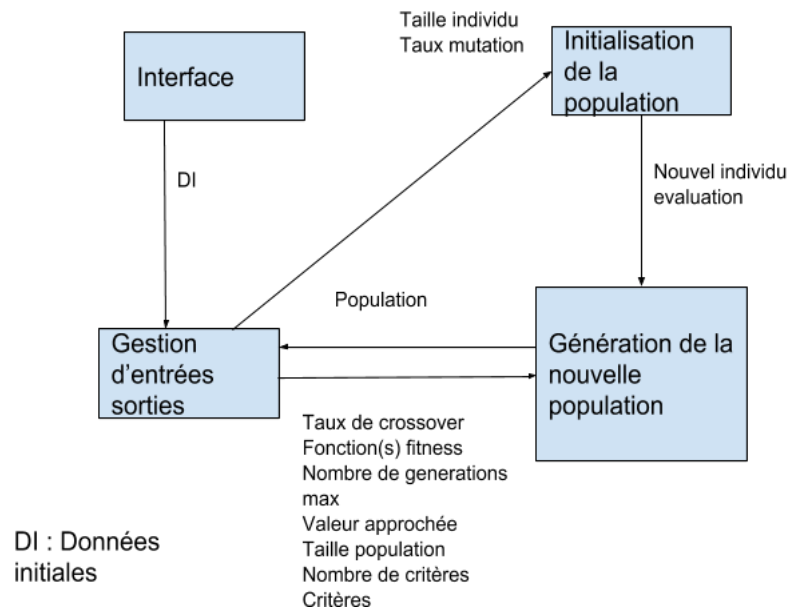 Taille individu
Taux mutation
Interface
Initialisation
de la
population
DI
Nouvel individu
evaluation
Population
Gestion
d'entrées
sorties
Génération de la
nouvelle
population
Taux de crossover
Fonction(s) fitness
Nombre de generations
max
Valeur approchée
Taille population
Nombre de critères
Critères
DI : Données
initiales